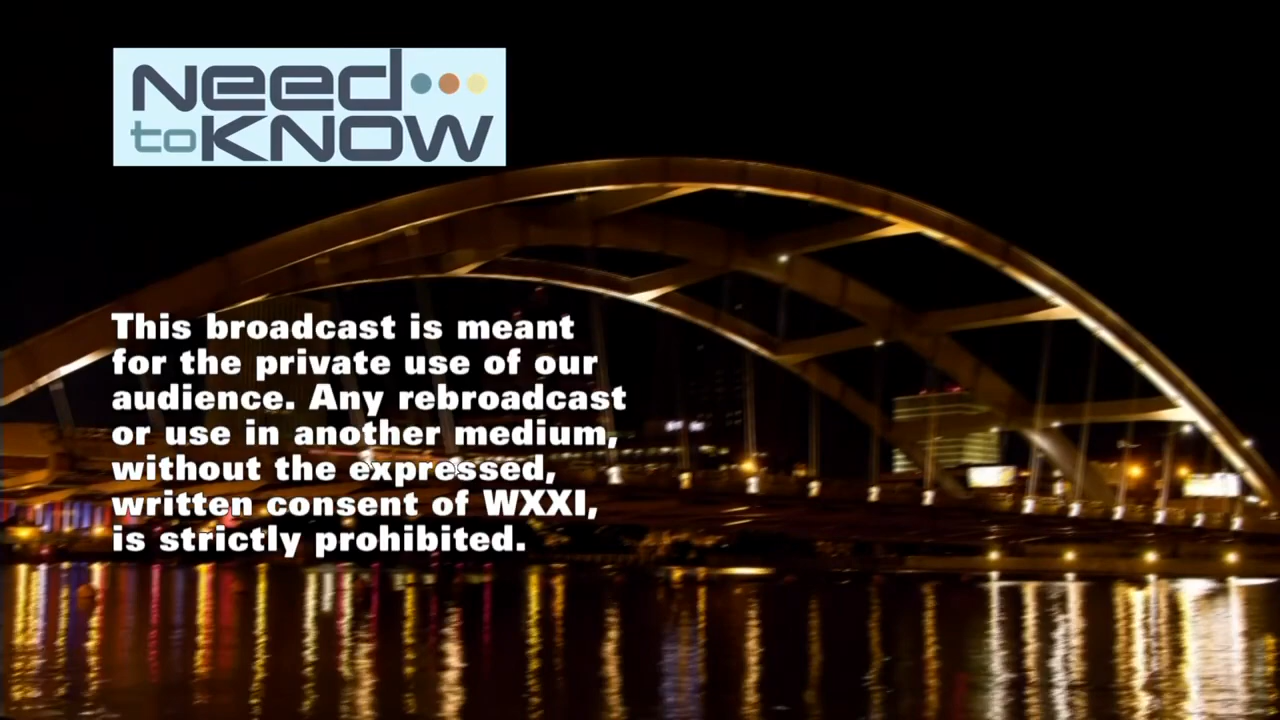 Need
to KNOW
This broadcast is meant
for the private use of our
audience. Any rebroadcast
or use in another medium,
without the expressed,
written consent of WXXI,
is strictly prohibited.